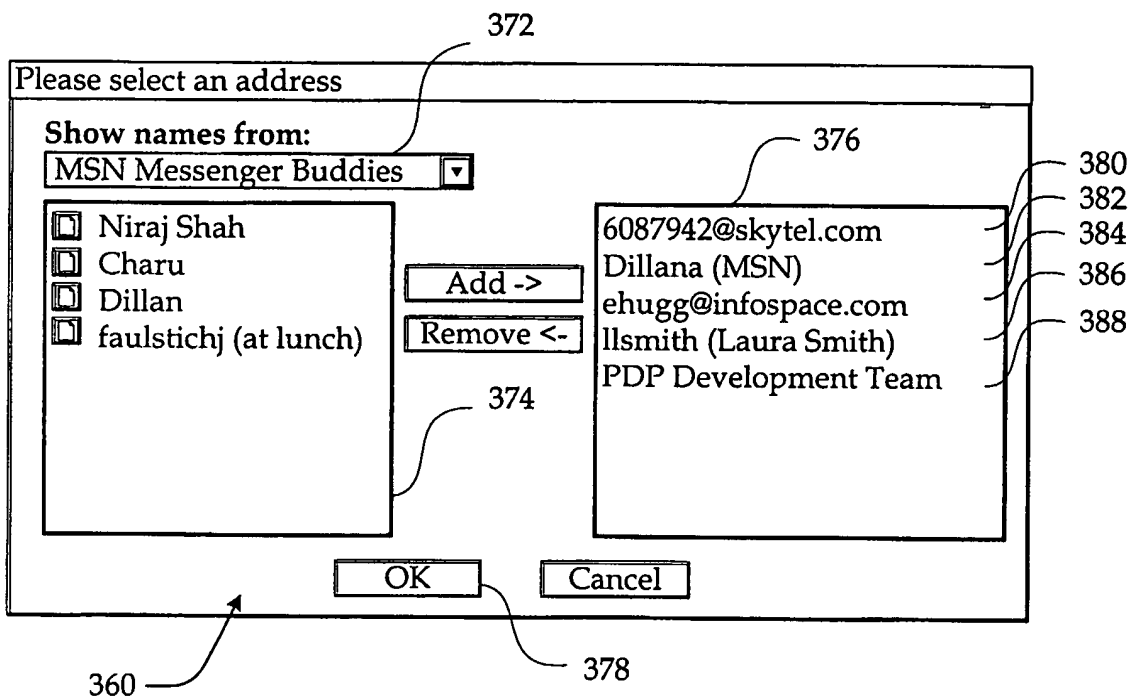 372
Please select an address
Show names from:
MSN Messenger Buddies
376
380
382
384
386
388
Niraj Shah
Charu
Dillan
faulstichj (at lunch)
Add ->
Remove <-
6087942@skytel.com
Dillana (MSN)
ehugg@infospace.com
llsmith (Laura Smith)
PDP Development Team
374
OK
Cancel
360
378